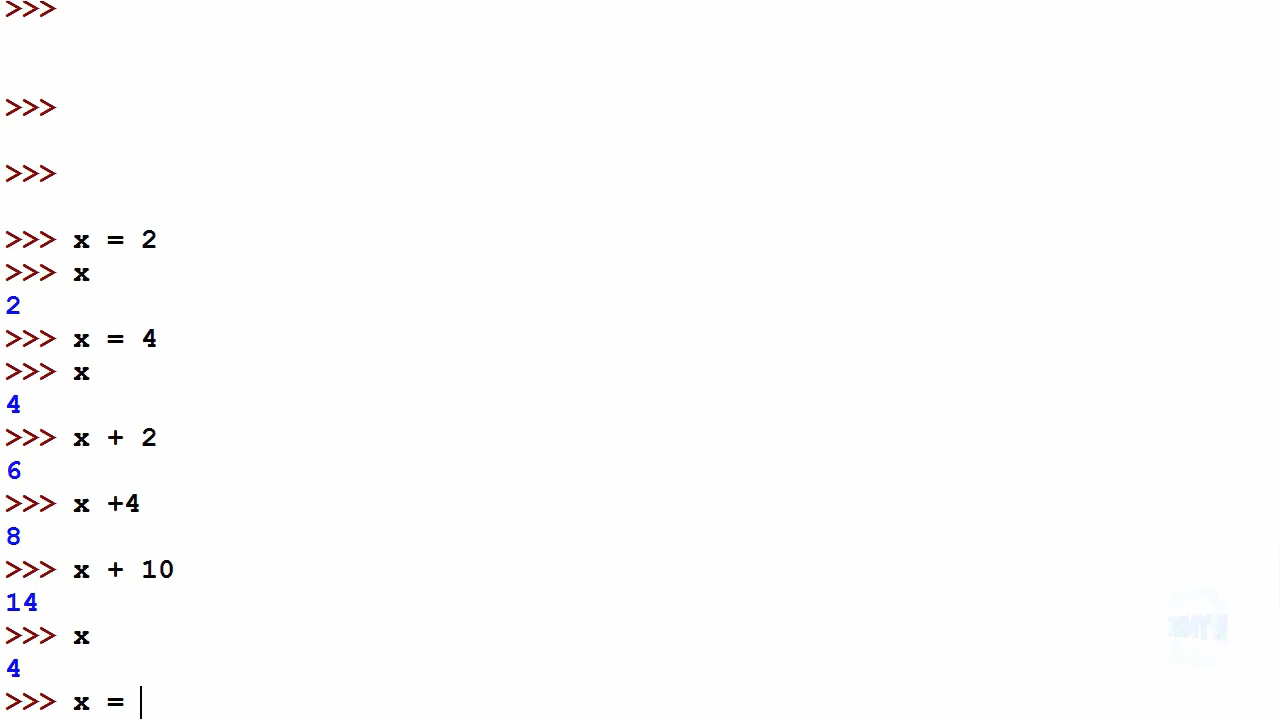 >>>
>>>
>>>
>>> x = 2
>>> x
2
>>> x = 4
>>> x
4
>>> x + 2
6
>>> x +4
8
>>> x + 10
14
>>> x
4
>>> x =